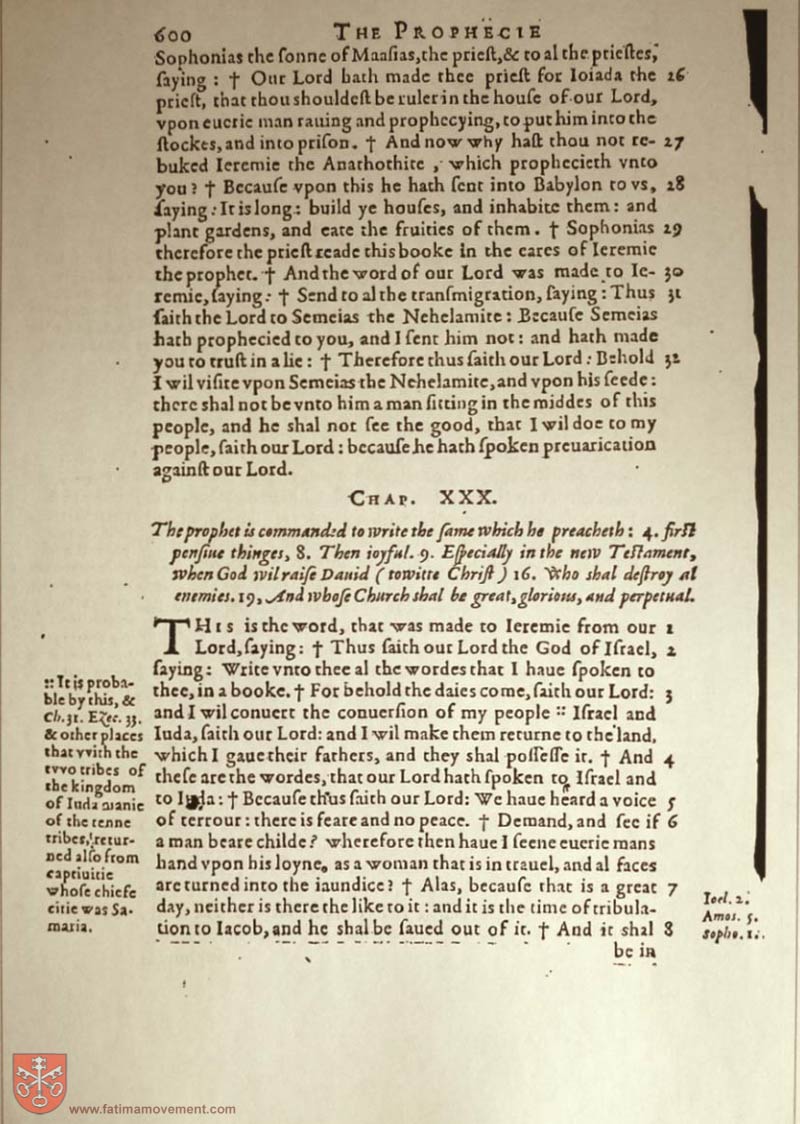 600 THE PROPHECIE
Sophonias the ſonne of Maaſias, the prieſt, & to al the prieſtes,
ſaying : † Our Lord hath made thee prieſt for Ioiada the 26
prieſt, that thou shouldeſt be ruler in the houſe of our Lord,
vpon euerie man rauing and prophecying, to put him into the
ſtockes, and into priſon. † And now why haſt thou not re- 27
buked Ieremie the Anathothite , which prophecieth vnto
you ? † Becauſe vpon this he hath ſent into Babylon to vs, 28
ſaying : It is long : build ye houſes, and inhabite them : and
plant gardens, and eate the fruities of them . † Sophonias 29
therefore the prieſt reade this booke in the eares of Ieremie
the prophet. † And the word of our Lord was made to Ie- 30
remie, ſaying : † Send to al the tranſmigration, ſaying : Thus 31
ſaith the Lord to Semeias the Nehelamite : Becauſe Semeias
hath prophecied to you, and I ſent him not : and hath made
you to truſt in a lie : † Therefore thus ſaith our Lord : Behold 32
I wil viſite vpon Semeias the Nehelamite, and vpon his ſeede :
there shal not be vnto him a man ſitting in the middes of this
people, and he shal not ſee the good, that I wil doe to my
people, ſaith our Lord : becauſe he hath ſpoken preuarication
againſt our Lord.
CHAP. XXX.
The prophet is commanded to write the ſame which he preacheth : 4. firſt
penſiue thinges, 8. Then ioyful. 9. Eſpecially in the new Teſtament,
when God wil raiſe Dauid ( towitte Chriſt ) 16. Who shal deſtroy al
enemies. 19, And whoſe Church shal be great, glorious, and perpetual.
THIS is the word, that was made to Ieremie from our 1
Lord, ſaying : † Thus ſaith our Lord the God of Iſrael, 2
ſaying : Write vnto thee al the wordes that I haue ſpoken to
thee, in a booke. † For behold the daies come, ſaith our Lord : 3
and I wil conuert the conuerſion of my people :: Iſrael and
Iuda, ſaith our Lord : and I wil make them returne to the land,
which I gaue their fathers, and they shal poſſeſſe it. † And 4
theſe are the wordes, that our Lord hath ſpoken to Iſrael and
to Iuda : † Becauſe thus ſaith our Lord : We haue heard a voice 5
of terrour : there is feare and no peace. † Demand, and ſee if 6
a man beare childe ? wherefore then haue I ſeene euerie mans
hand vpon his loyne, as a woman that is in trauel, and al faces
are turned into the iaundice ? † Alas, becauſe that is a great 7
day, neither is there the like to it : and it is the time of tribula-
tion to Iacob, and he shal be ſaued out of it. † And it shal 8
be in
:: It is proba-
ble by this, &
Ch. 31. Ezec. 33.
& other places
that vvith the
tvvo tribes of
the kingdom
of Iuda manie
of the tenne
tribes, retur-
ned alſo from
captiuitie
whoſe chiefe
citie was Sa-
maria.
Ioel. 2.
Amos. 5.
Sopho. 1.
www.fatimamovement.com